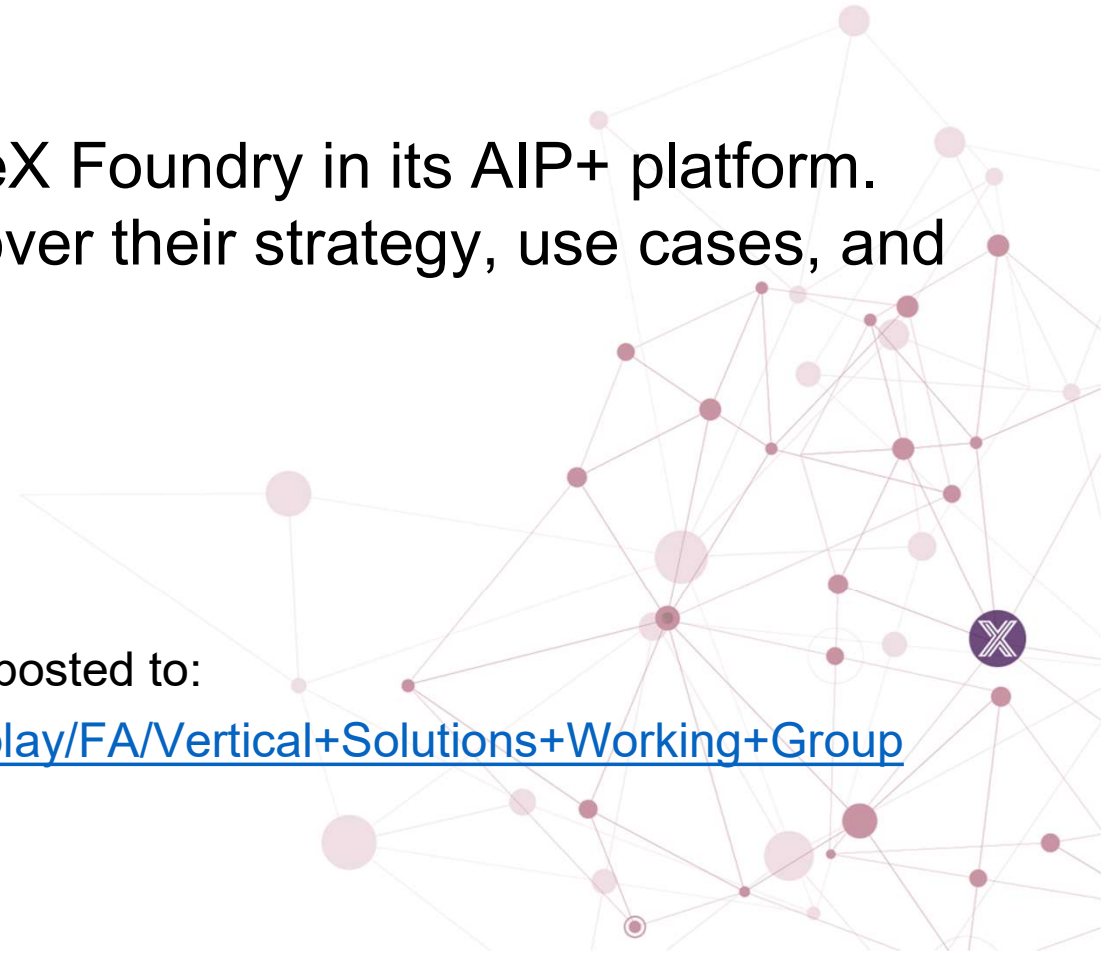 eX Foundry in its AIP+ platform.
over their strategy, use cases, and
posted to:
play/FA/Vertical+Solutions+Working+Group